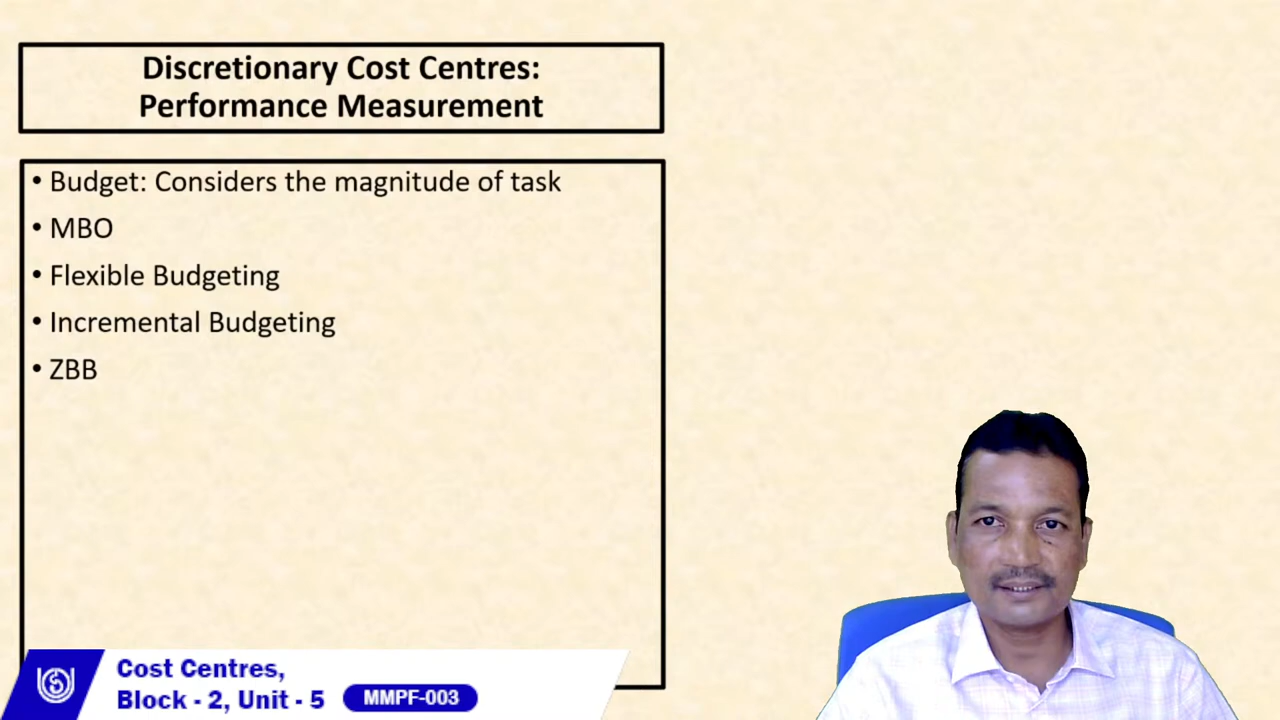 Discretionary Cost Centres:
Performance Measurement
• Budget: Considers the magnitude of task
• MBO
• Flexible Budgeting
• Incremental Budgeting
• ZBB
Cost Centres,
Block - 2, Unit - 5 MMPF-003